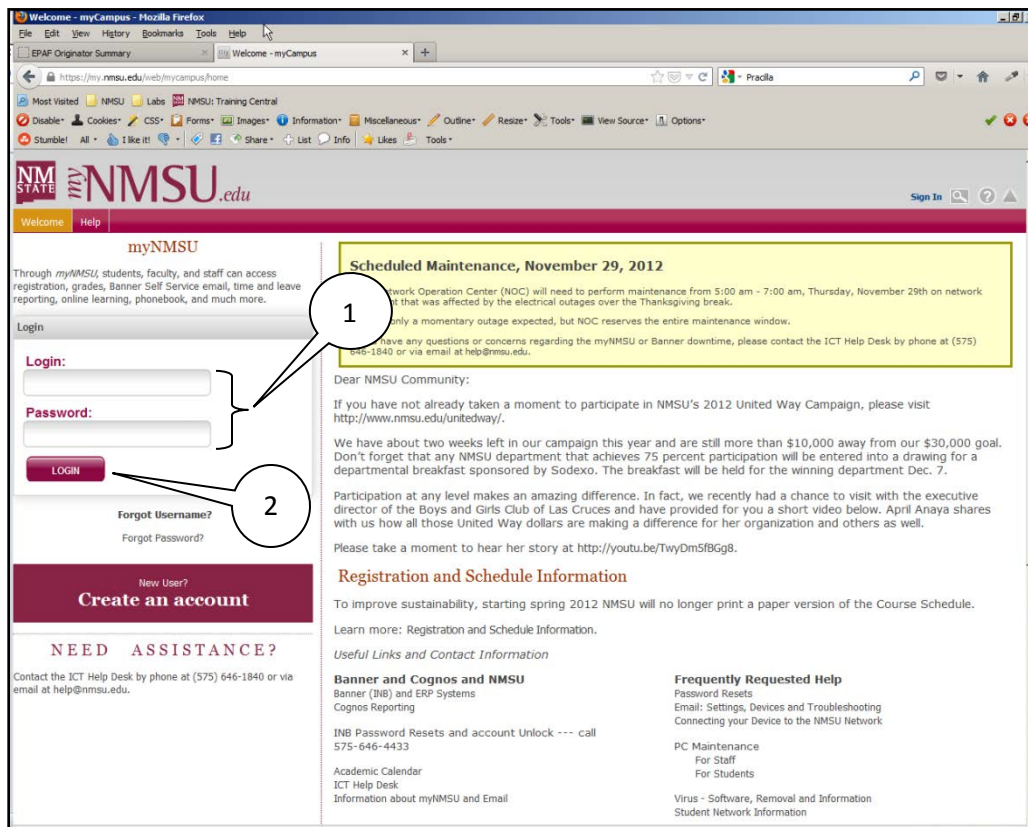 Welcome - myCampus - Mozilla Firefox
File Edit View History Bookmarks Tools Help
EPAF Originator Summary
Welcome - myCampus
https://my.nmsu.edu/web/mycampus/home
Pracilla
Most Visited NMSU Labs NMSU: Training Central
Disable Cookies CSS Forms Images Information Miscellaneous Outline Resize Tools View Source Options
Stumble! All I like it! Share List Info Likes Tools
NM STATE myNMSU.edu
Sign In
Welcome Help
myNMSU
Through myNMSU, students, faculty, and staff can access
registration, grades, Banner Self Service email, time and leave
reporting, online learning, phonebook, and much more.
Login
Login:
Password:
LOGIN
1
2
Forgot Username?
Forgot Password?
New User?
Create an account
NEED ASSISTANCE?
Contact the ICT Help Desk by phone at (575) 646-1840 or via
email at help@nmsu.edu.
Scheduled Maintenance, November 29, 2012
Network Operation Center (NOC) will need to perform maintenance from 5:00 am - 7:00 am, Thursday, November 29th on network
that was affected by the electrical outages over the Thanksgiving break.
only a momentary outage expected, but NOC reserves the entire maintenance window.
have any questions or concerns regarding the myNMSU or Banner downtime, please contact the ICT Help Desk by phone at (575)
646-1840 or via email at help@nmsu.edu.
Dear NMSU Community:
If you have not already taken a moment to participate in NMSU's 2012 United Way Campaign, please visit
http://www.nmsu.edu/unitedway/.
We have about two weeks left in our campaign this year and are still more than $10,000 away from our $30,000 goal.
Don't forget that any NMSU department that achieves 75 percent participation will be entered into a drawing for a
departmental breakfast sponsored by Sodexo. The breakfast will be held for the winning department Dec. 7.
Participation at any level makes an amazing difference. In fact, we recently had a chance to visit with the executive
director of the Boys and Girls Club of Las Cruces and have provided for you a short video below. April Anaya shares
with us how all those United Way dollars are making a difference for her organization and others as well.
Please take a moment to hear her story at http://youtu.be/TwyDm5fBGg8.
Registration and Schedule Information
To improve sustainability, starting spring 2012 NMSU will no longer print a paper version of the Course Schedule.
Learn more: Registration and Schedule Information.
Useful Links and Contact Information
Banner and Cognos and NMSU
Banner (INB) and ERP Systems
Cognos Reporting
INB Password Resets and account Unlock --- call
575-646-4433
Academic Calendar
ICT Help Desk
Information about myNMSU and Email
Frequently Requested Help
Password Resets
Email: Settings, Devices and Troubleshooting
Connecting your Device to the NMSU Network
PC Maintenance
For Staff
For Students
Virus - Software, Removal and Information
Student Network Information